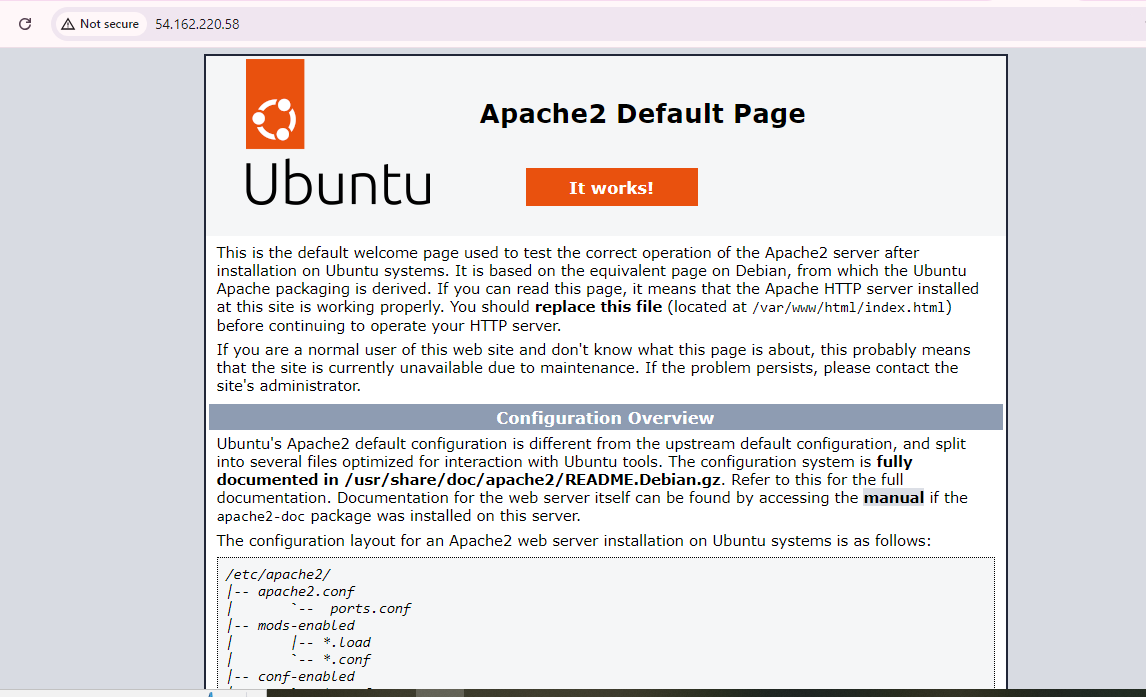 Not secure 54.162.220.58
Apache2 Default Page
Ubuntu
It works!
This is the default welcome page used to test the correct operation of the Apache2 server after
installation on Ubuntu systems. It is based on the equivalent page on Debian, from which the Ubuntu
Apache packaging is derived. If you can read this page, it means that the Apache HTTP server installed
at this site is working properly. You should replace this file (located at /var/www/html/index.html)
before continuing to operate your HTTP server.
If you are a normal user of this web site and don't know what this page is about, this probably means
that the site is currently unavailable due to maintenance. If the problem persists, please contact the
site's administrator.
Configuration Overview
Ubuntu's Apache2 default configuration is different from the upstream default configuration, and split
into several files optimized for interaction with Ubuntu tools. The configuration system is fully
documented in /usr/share/doc/apache2/README.Debian.gz. Refer to this for the full
documentation. Documentation for the web server itself can be found by accessing the manual if the
apache2-doc package was installed on this server.
The configuration layout for an Apache2 web server installation on Ubuntu systems is as follows:
/etc/apache2/
|-- apache2.conf
|       `--  ports.conf
|-- mods-enabled
|       |-- *.load
|       `-- *.conf
|-- conf-enabled